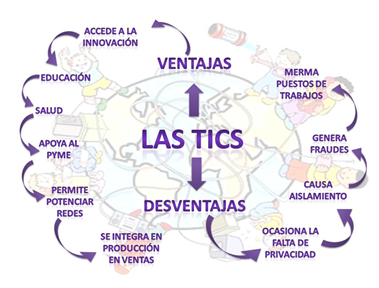 LAS TICS
VENTAJAS
ACCEDE A LA
INNOVACIÓN
EDUCACIÓN
SALUD
APOYA AL
PYME
PERMITE
POTENCIAR
REDES
SE INTEGRA EN
PRODUCCIÓN
EN VENTAS
DESVENTAJAS
OCASIONA LA
FALTA DE
PRIVACIDAD
CAUSA
AISLAMIENTO
GENERA
FRAUDES
MERMA
PUESTOS DE
TRABAJOS